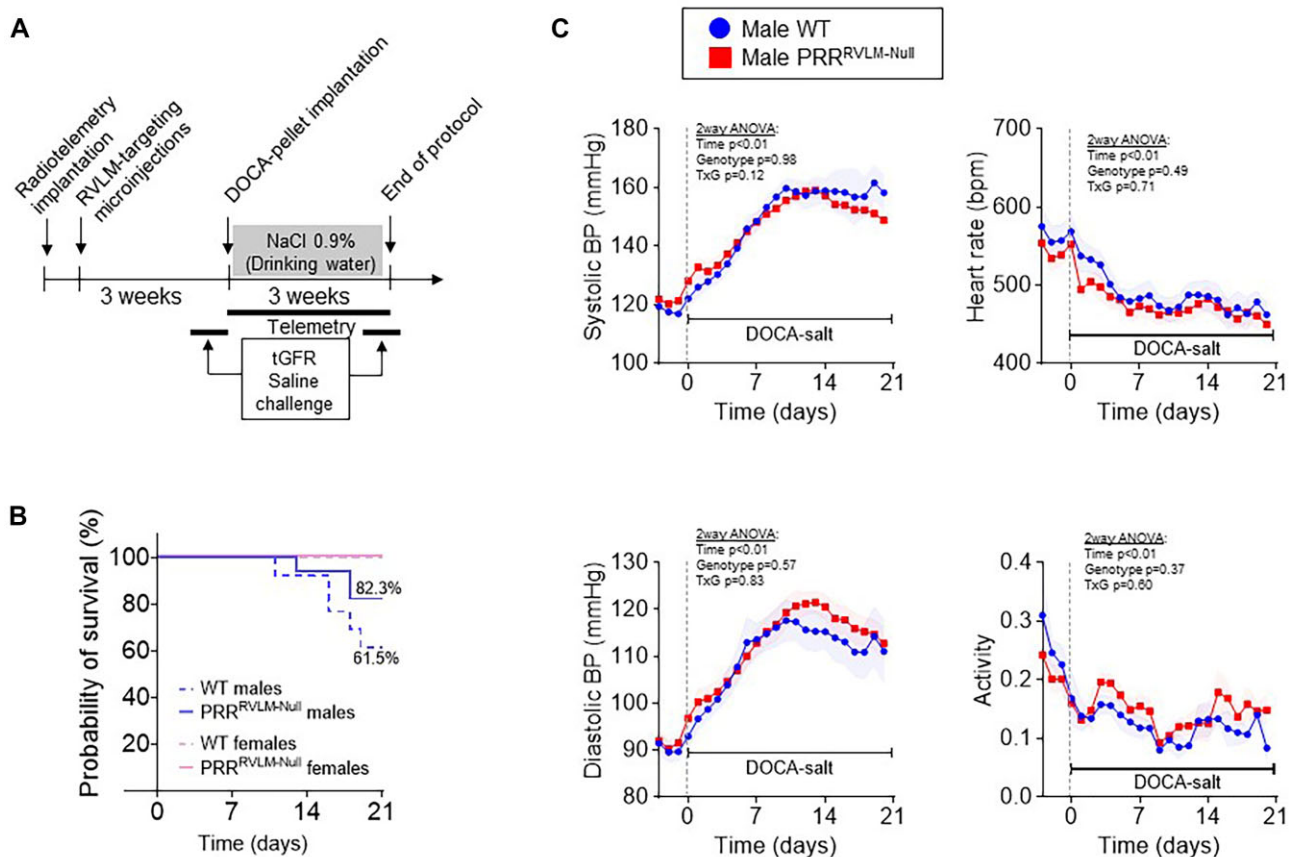 A
Radiotelemetry
implantation
RVLM-targeting
microinjections
DOCA-pellet implantation
End of protocol
NaCl 0.9%
(Drinking water)
3 weeks
3 weeks
Telemetry
tGFR
Saline
challenge
B
Probability of survival (%)
100
80
60
40
20
82.3%
61.5%
WT males
PRR^RVLM-Null males
WT females
PRR^RVLM-Null females
0
7
14
21
Time (days)
C
Male WT
Male PRR^RVLM-Null
Systolic BP (mmHg)
180
160
140
120
100
2way ANOVA:
Time p<0.01
Genotype p=0.98
TxG p=0.12
DOCA-salt
0
7
14
21
Time (days)
Heart rate (bpm)
700
600
500
400
2way ANOVA:
Time p<0.01
Genotype p=0.49
TxG p=0.71
DOCA-salt
0
7
14
21
Time (days)
Diastolic BP (mmHg)
130
120
110
100
90
80
2way ANOVA:
Time p<0.01
Genotype p=0.57
TxG p=0.83
DOCA-salt
0
7
14
21
Time (days)
Activity
0.4
0.3
0.2
0.1
0.0
2way ANOVA:
Time p<0.01
Genotype p=0.37
TxG p=0.60
DOCA-salt
0
7
14
21
Time (days)